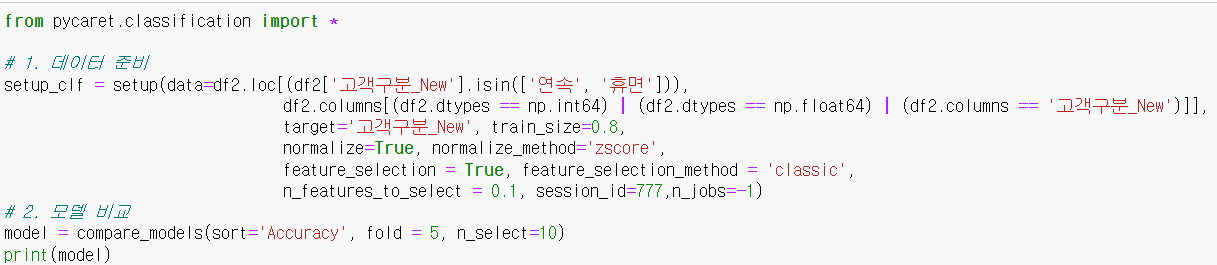 from pycaret.classification import *
# 1. 데이터 준비
setup_clf = setup(data=df2.loc[(df2['고객구분_New'].isin(['연속', '휴면'])),
df2.columns[(df2.dtypes == np.int64) | (df2.dtypes == np.float64) | (df2.columns == '고객구분_New')]],
target='고객구분_New', train_size=0.8,
normalize=True, normalize_method='zscore',
feature_selection = True, feature_selection_method = 'classic',
n_features_to_select = 0.1, session_id=777,n_jobs=-1)
# 2. 모델 비교
model = compare_models(sort='Accuracy', fold = 5, n_select=10)
print(model)